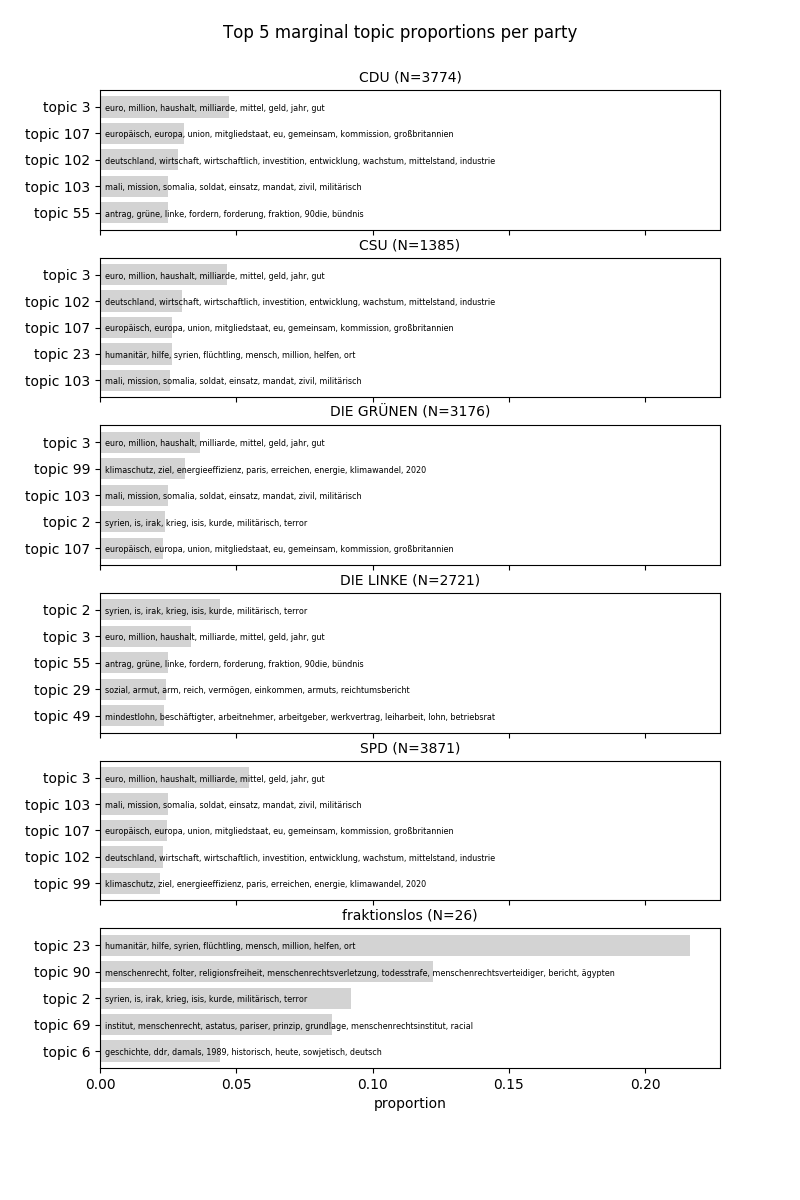 Top 5 marginal topic proportions per party
CDU (N=3774)
topic 3 euro, million, haushalt, milliarde, mittel, geld, jahr, gut
topic 107 europäisch, europa, union, mitgliedstaat, eu, gemeinsam, kommission, großbritannien
topic 102 deutschland, wirtschaft, wirtschaftlich, investition, entwicklung, wachstum, mittelstand, industrie
topic 103 mali, mission, somalia, soldat, einsatz, mandat, zivil, militärisch
topic 55 antrag, grüne, linke, fordern, forderung, fraktion, 90die, bündnis
CSU (N=1385)
topic 3 euro, million, haushalt, milliarde, mittel, geld, jahr, gut
topic 102 deutschland, wirtschaft, wirtschaftlich, investition, entwicklung, wachstum, mittelstand, industrie
topic 107 europäisch, europa, union, mitgliedstaat, eu, gemeinsam, kommission, großbritannien
topic 23 humanitär, hilfe, syrien, flüchtling, mensch, million, helfen, ort
topic 103 mali, mission, somalia, soldat, einsatz, mandat, zivil, militärisch
DIE GRÜNEN (N=3176)
topic 3 euro, million, haushalt, milliarde, mittel, geld, jahr, gut
topic 99 klimaschutz, ziel, energieeffizienz, paris, erreichen, energie, klimawandel, 2020
topic 103 mali, mission, somalia, soldat, einsatz, mandat, zivil, militärisch
topic 2 syrien, is, irak, krieg, isis, kurde, militärisch, terror
topic 107 europäisch, europa, union, mitgliedstaat, eu, gemeinsam, kommission, großbritannien
DIE LINKE (N=2721)
topic 2 syrien, is, irak, krieg, isis, kurde, militärisch, terror
topic 3 euro, million, haushalt, milliarde, mittel, geld, jahr, gut
topic 55 antrag, grüne, linke, fordern, forderung, fraktion, 90die, bündnis
topic 29 sozial, armut, arm, reich, vermögen, einkommen, armuts, reichtumsbericht
topic 49 mindestlohn, beschäftigter, arbeitnehmer, arbeitgeber, werkvertrag, leiharbeit, lohn, betriebsrat
SPD (N=3871)
topic 3 euro, million, haushalt, milliarde, mittel, geld, jahr, gut
topic 103 mali, mission, somalia, soldat, einsatz, mandat, zivil, militärisch
topic 107 europäisch, europa, union, mitgliedstaat, eu, gemeinsam, kommission, großbritannien
topic 102 deutschland, wirtschaft, wirtschaftlich, investition, entwicklung, wachstum, mittelstand, industrie
topic 99 klimaschutz, ziel, energieeffizienz, paris, erreichen, energie, klimawandel, 2020
fraktionslos (N=26)
topic 23 humanitär, hilfe, syrien, flüchtling, mensch, million, helfen, ort
topic 90 menschenrecht, folter, religionsfreiheit, menschenrechtsverletzung, todesstrafe, menschenrechtsverteidiger, bericht, ägypten
topic 2 syrien, is, irak, krieg, isis, kurde, militärisch, terror
topic 69 institut, menschenrecht, astatus, pariser, prinzip, grundlage, menschenrechtsinstitut, racial
topic 6 geschichte, ddr, damals, 1989, historisch, heute, sowjetisch, deutsch
0.00 0.05 0.10 0.15 0.20
proportion